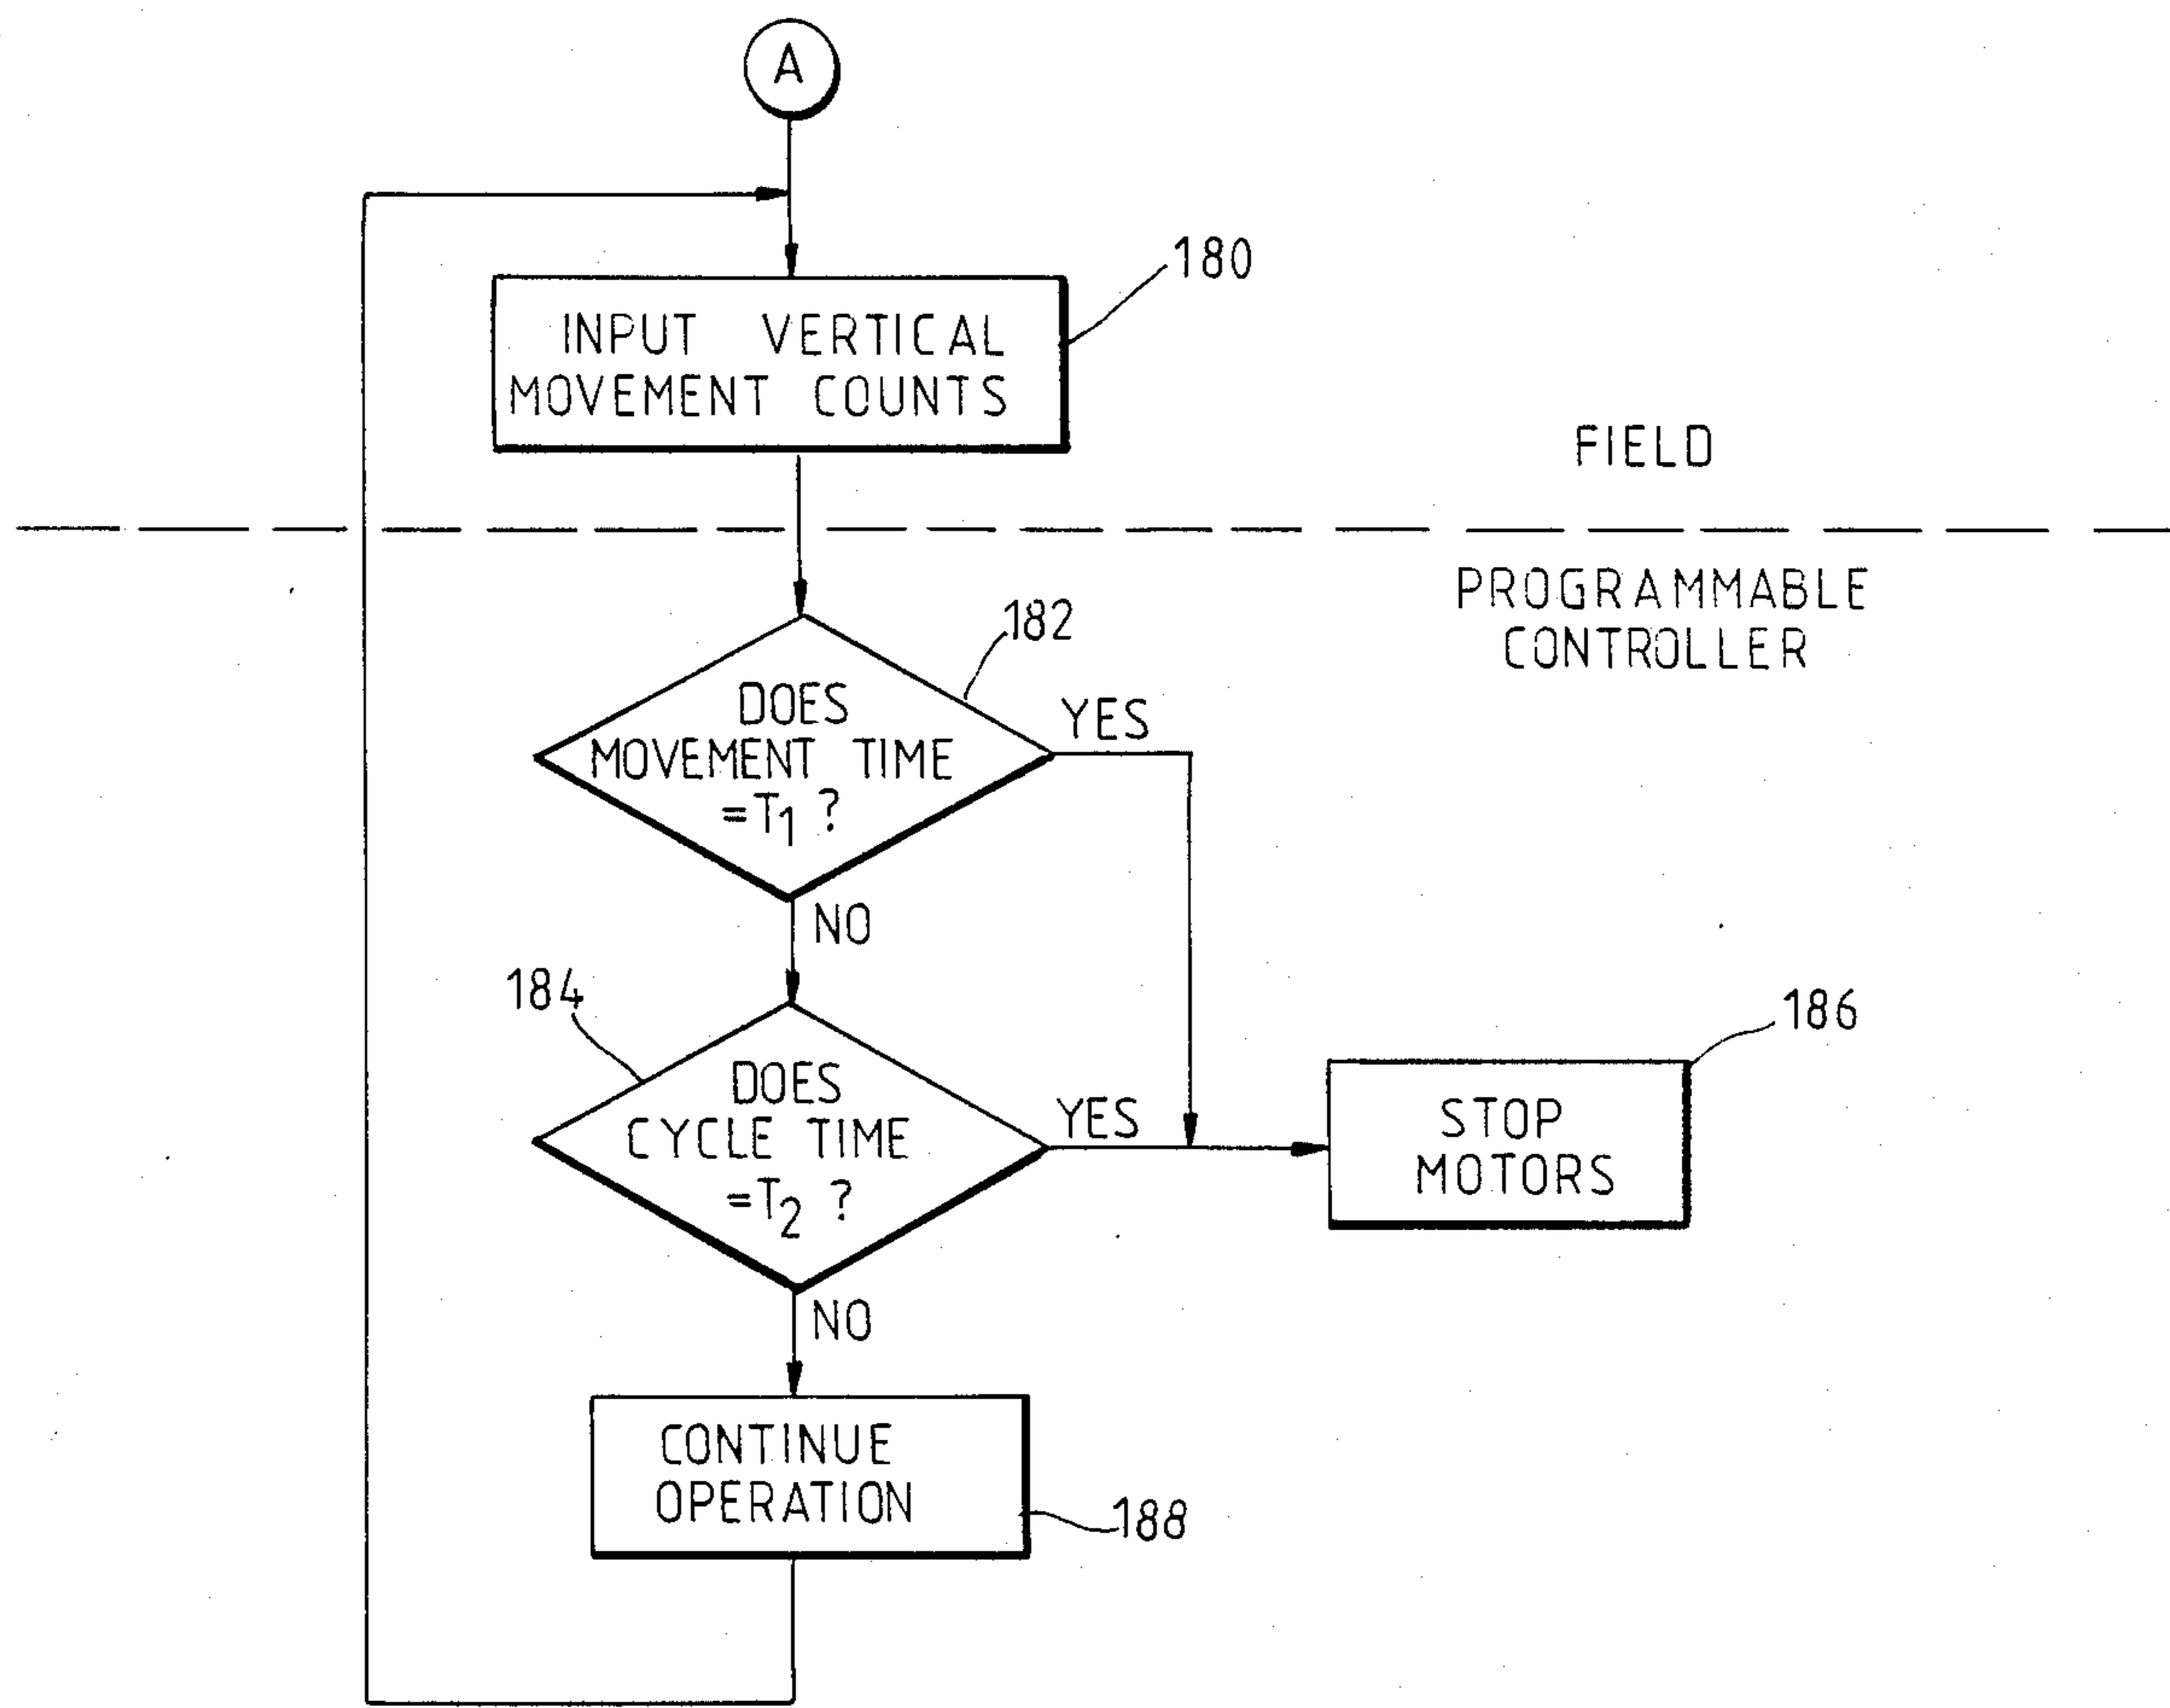 A
180
INPUT VERTICAL
MOVEMENT COUNTS
FIELD
PROGRAMMABLE
CONTROLLER
182
DOES
MOVEMENT TIME
=T1 ?
YES
NO
184
DOES
CYCLE TIME
=T2 ?
YES
186
STOP
MOTORS
NO
CONTINUE
OPERATION
188